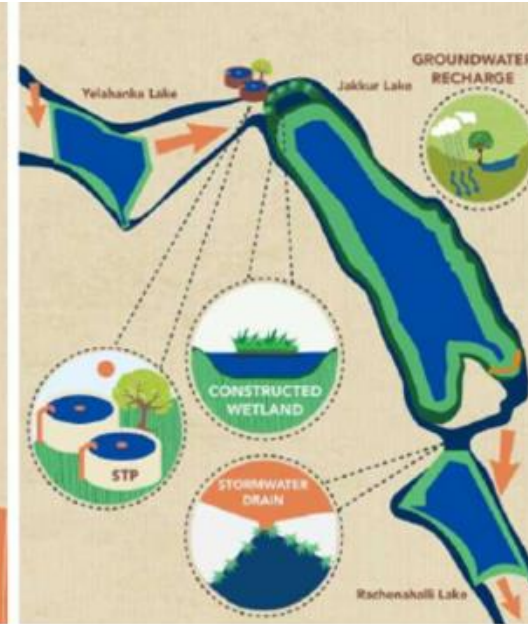 GROUNDWATER
RECHARGE
Yelahanka Lake
Jakkur Lake
CONSTRUCTED
WETLAND
STP
STORMWATER
DRAIN
Rachenahalli Lake